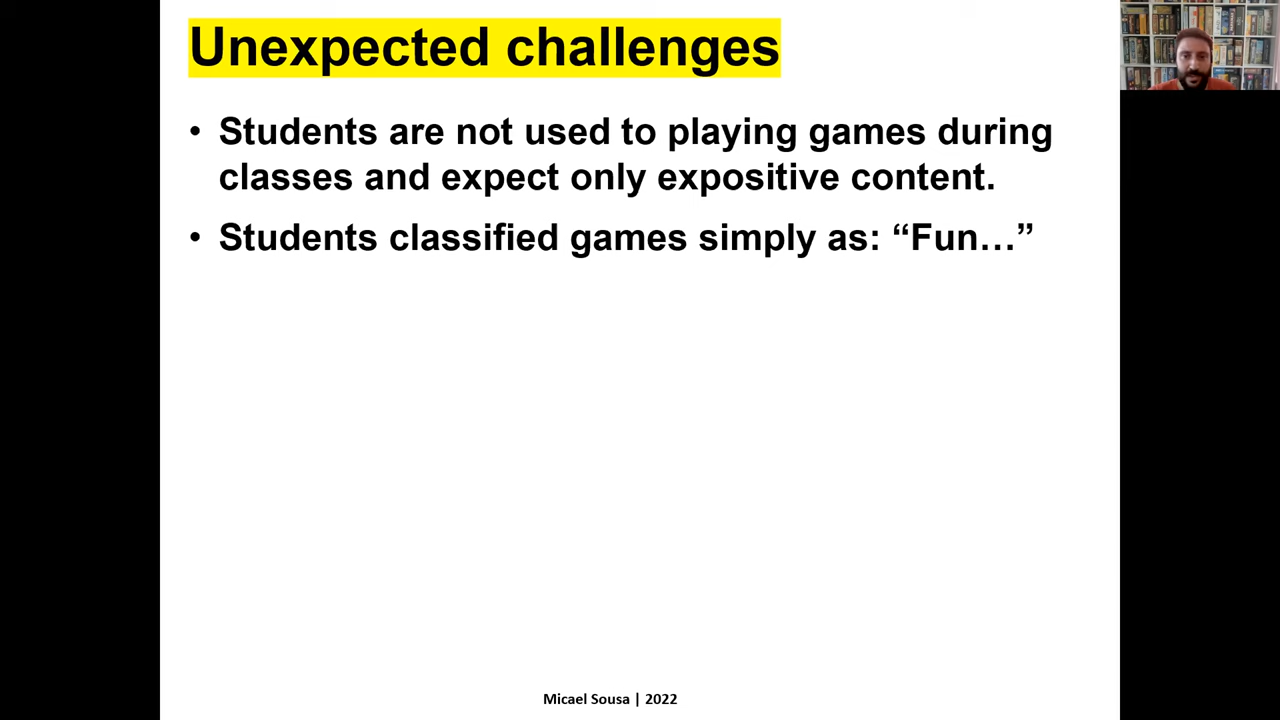 Unexpected challenges
• Students are not used to playing games during
classes and expect only expositive content.
• Students classified games simply as: “Fun…”
Micael Sousa | 2022